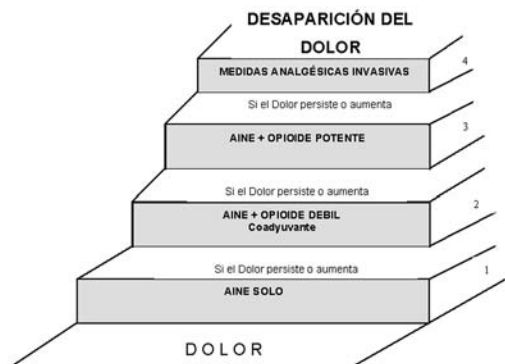 DESAPARICIÓN DEL
DOLOR
MEDIDAS ANALGÉSICAS INVASIVAS
4
Si el Dolor persiste o aumenta
AINE + OPIOIDE POTENTE
3
Si el Dolor persiste o aumenta
AINE + OPIOIDE DEBIL
Coadyuvante
2
Si el Dolor persiste o aumenta
AINE SOLO
1
DOLOR